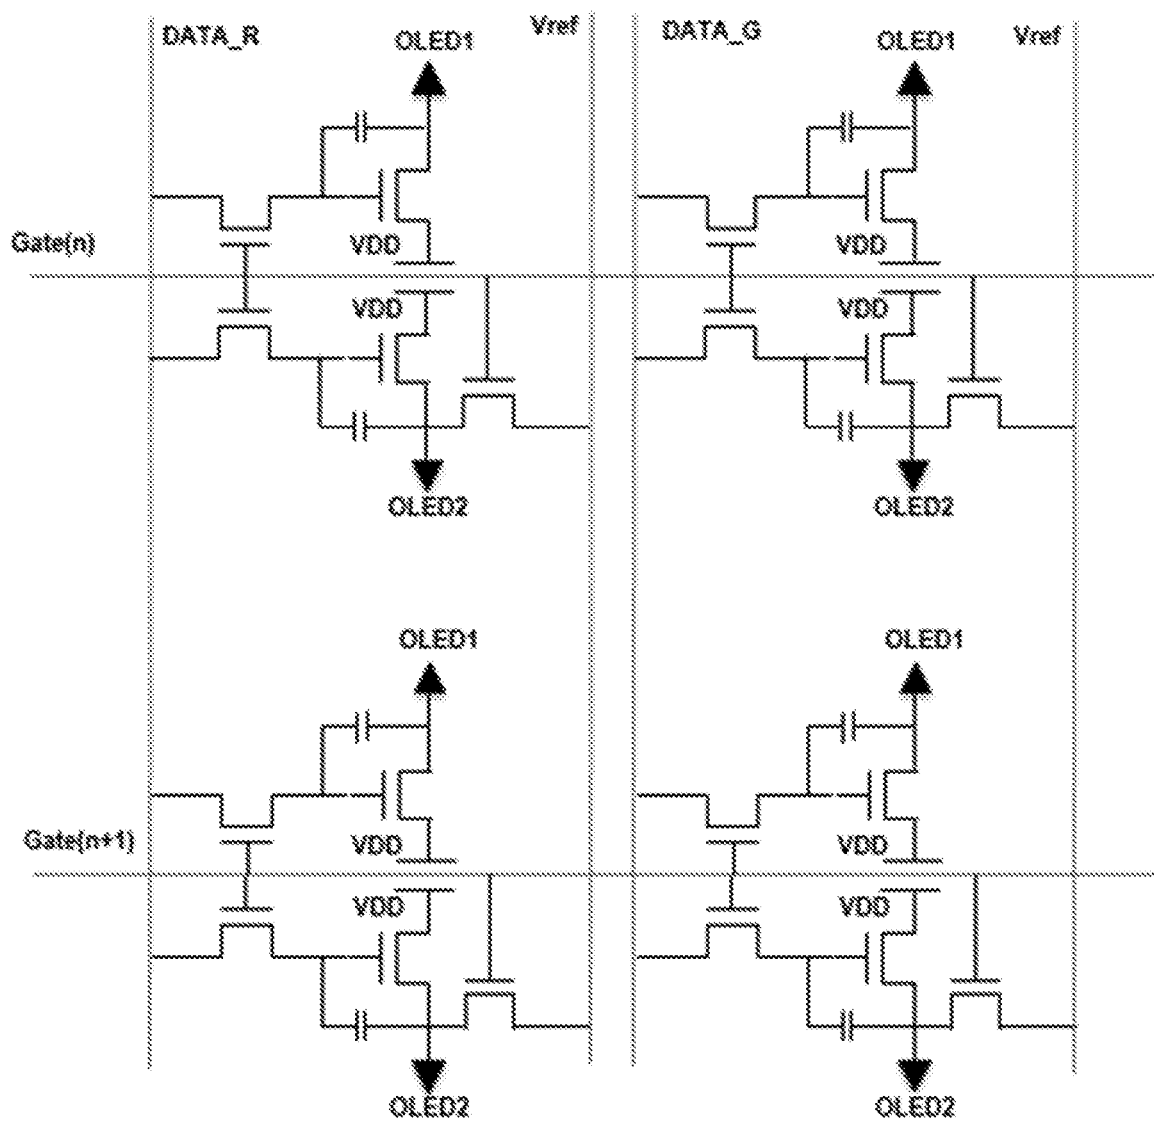 DATA_R
OLED1
Vref
DATA_G
OLED1
Vref
Gate(n)
VDD
VDD
VDD
VDD
OLED2
OLED2
OLED1
OLED1
Gate(n+1)
VDD
VDD
VDD
VDD
OLED2
OLED2